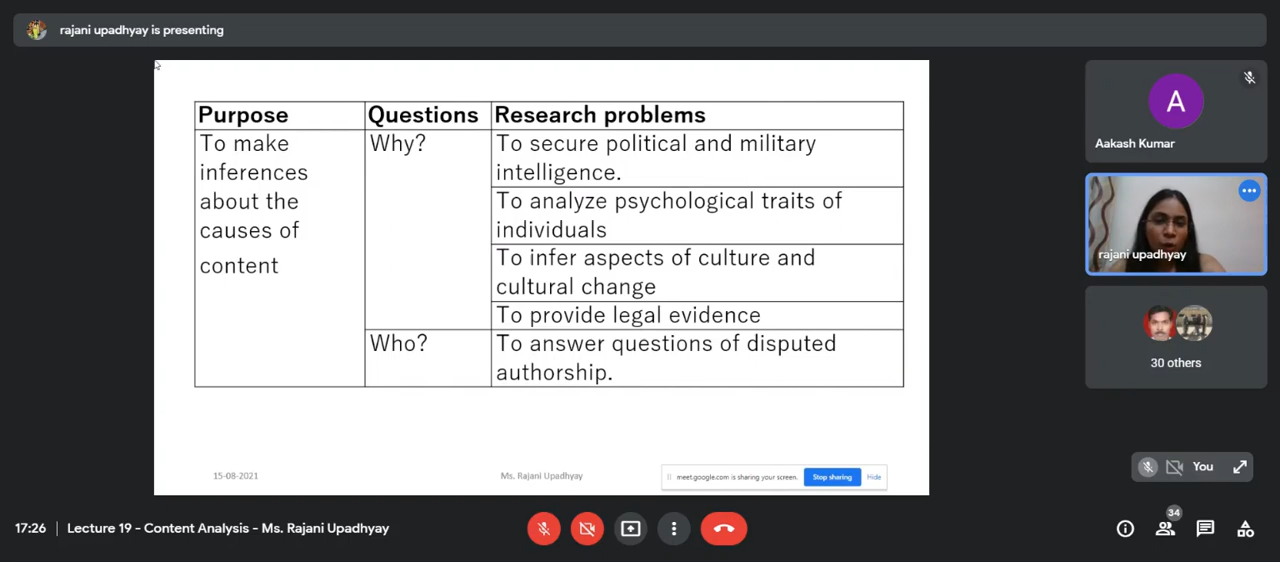 rajani upadhyay is presenting
Purpose
Questions
Research problems
To make
inferences
about the
causes of
content
Why?
To secure political and military
intelligence.
To analyze psychological traits of
individuals
To infer aspects of culture and
cultural change
To provide legal evidence
Who?
To answer questions of disputed
authorship.
15-08-2021
Ms. Rajani Upadhyay
meet.google.com is sharing your screen.
Stop sharing
Hide
A
Aakash Kumar
rajani upadhyay
30 others
You
17:26
Lecture 19 - Content Analysis - Ms. Rajani Upadhyay
34